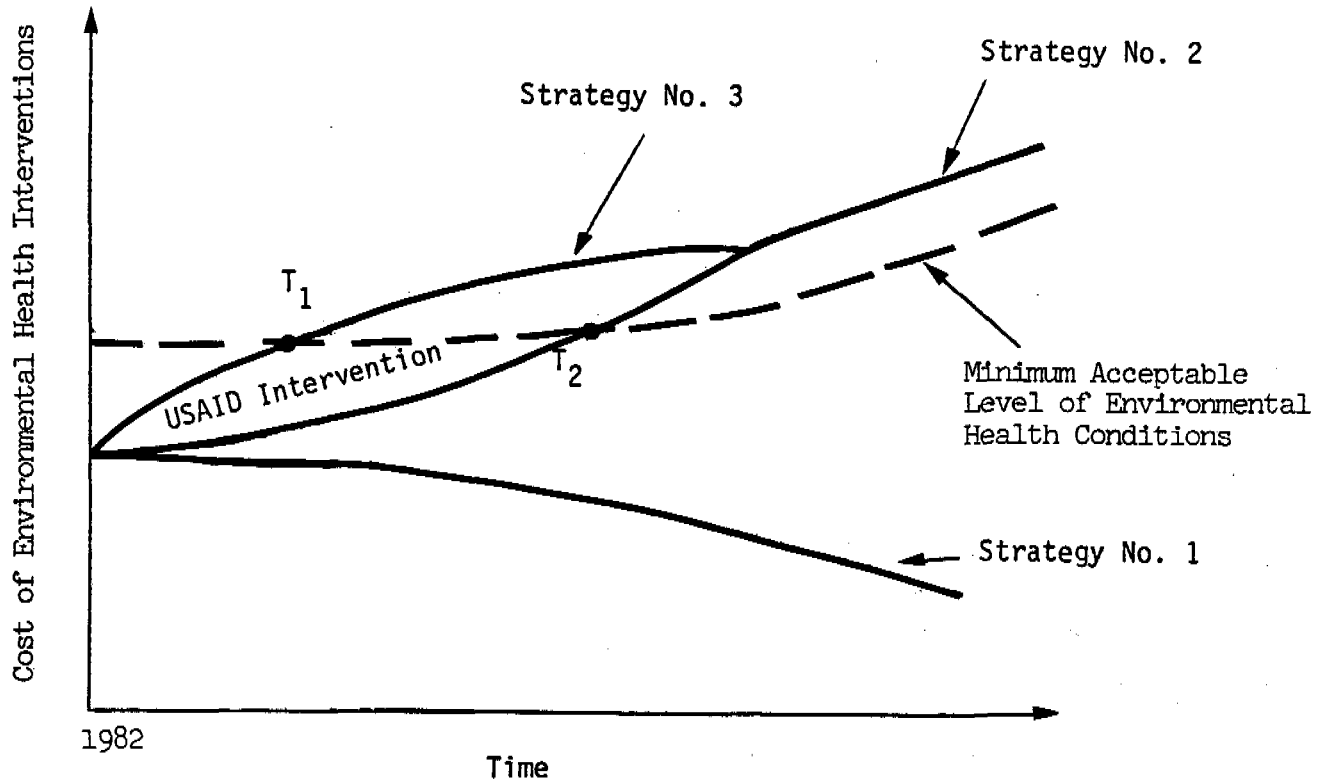 Cost of Environmental Health Interventions
Strategy No. 2
Strategy No. 3
T1
USAID Intervention
T2
Minimum Acceptable
Level of Environmental
Health Conditions
Strategy No. 1
1982
Time